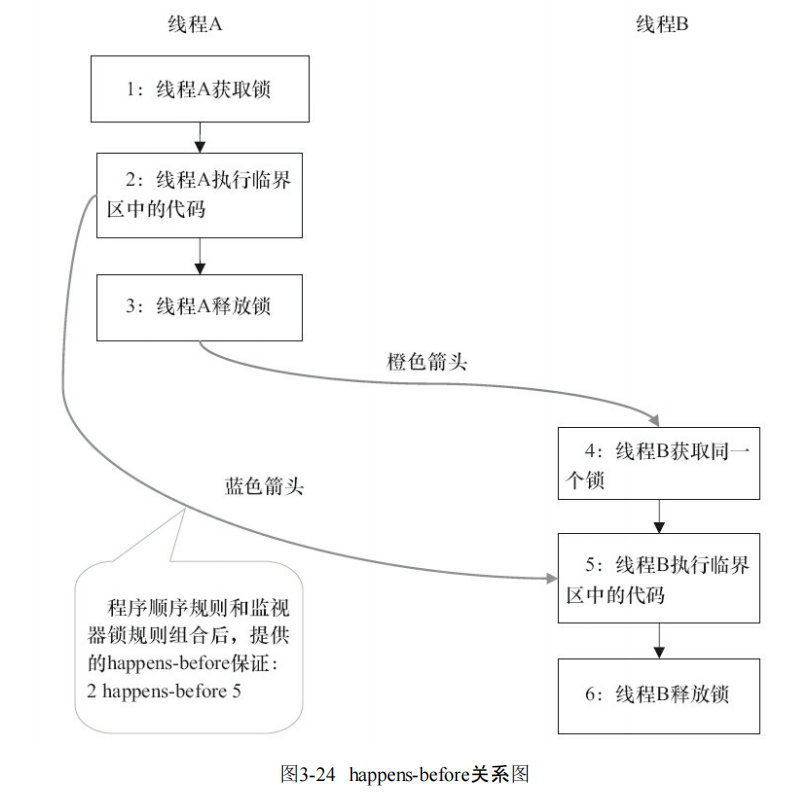 线程A
线程B
1：线程A获取锁
2：线程A执行临界
区中的代码
3：线程A释放锁
橙色箭头
4：线程B获取同一
个锁
蓝色箭头
5：线程B执行临界
区中的代码
程序顺序规则和监视
器锁规则组合后，提供
的happens-before保证：
2 happens-before 5
6：线程B释放锁
图3-24 happens-before关系图